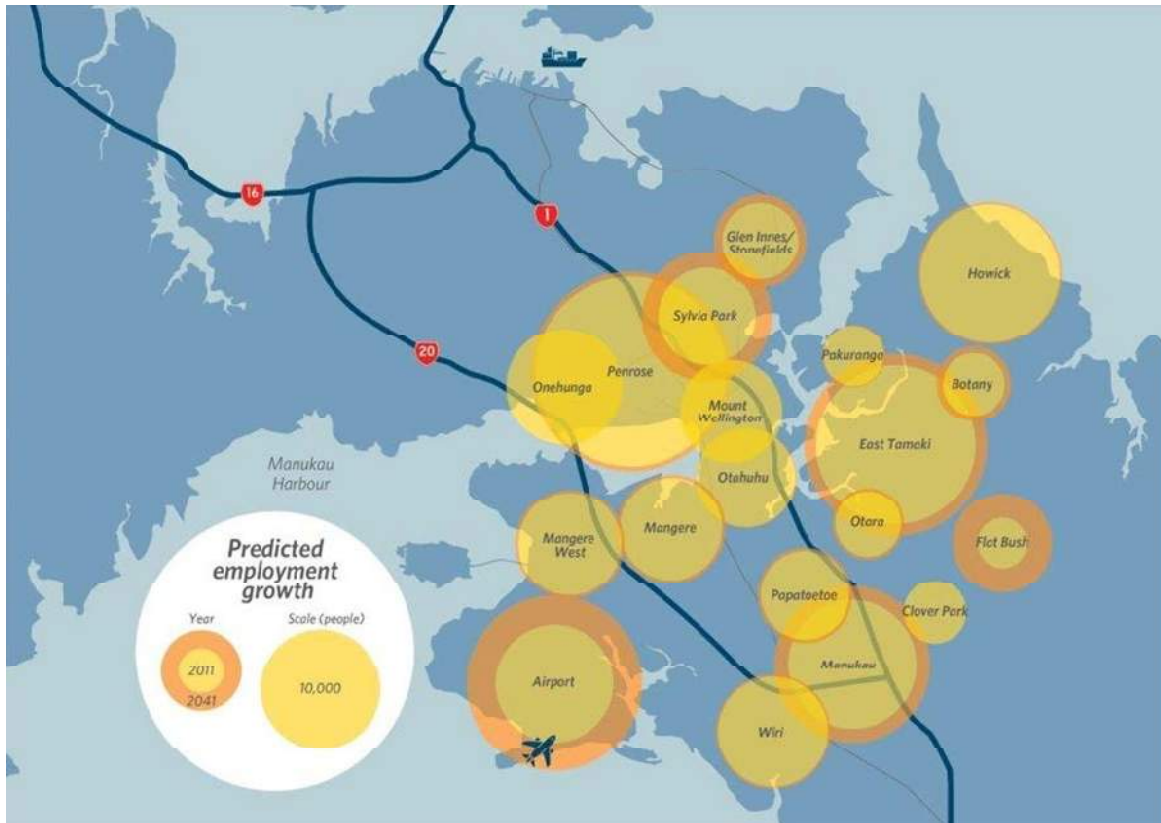 16
1
Glen Innes/
Stonefields
Howick
Sylvia Park
20
Pakuranga
Penrose
Onehunga
Botany
Mount
Wellington
East Tamaki
Manukau
Harbour
Otahuhu
Mangere
Otara
Mangere
West
Flat Bush
Predicted
employment
growth
Papatoetoe
Clover Park
Year
Scale (people)
2011
2041
10,000
Manukau
Airport
Wiri